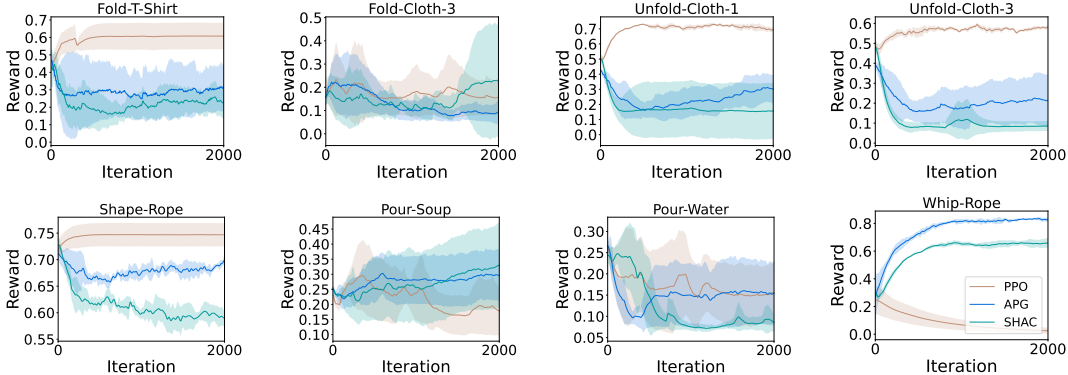 Fold-T-Shirt
Fold-Cloth-3
Unfold-Cloth-1
Unfold-Cloth-3
0.7
0.6
0.5
0.4
0.3
0.2
0.1
0.0
Reward
0
2000
Iteration
0.5
0.4
0.3
0.2
0.1
0.0
Reward
0
2000
Iteration
0.7
0.6
0.5
0.4
0.3
0.2
0.1
0.0
Reward
0
2000
Iteration
0.6
0.5
0.4
0.3
0.2
0.1
0.0
Reward
0
2000
Iteration
Shape-Rope
Pour-Soup
Pour-Water
Whip-Rope
0.75
0.70
0.65
0.60
0.55
Reward
0
2000
Iteration
0.45
0.40
0.35
0.30
0.25
0.20
0.15
0.10
Reward
0
2000
Iteration
0.30
0.25
0.20
0.15
0.10
0.05
Reward
0
2000
Iteration
0.8
0.6
0.4
0.2
0.0
Reward
0
2000
Iteration
PPO
APG
SHAC